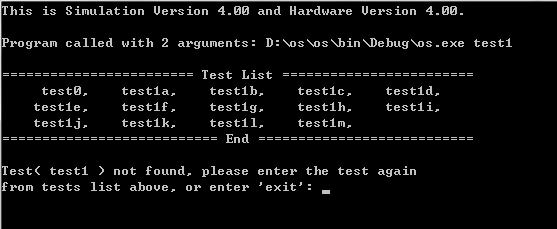 This is Simulation Version 4.00 and Hardware Version 4.00.
Program called with 2 arguments: D:\os\os\bin\Debug\os.exe test1
======================== Test List ========================
test0, test1a, test1b, test1c, test1d,
test1e, test1f, test1g, test1h, test1i,
test1j, test1k, test1l, test1m,
=========================== End ===========================
Test( test1 ) not found, please enter the test again
from tests list above, or enter 'exit': _